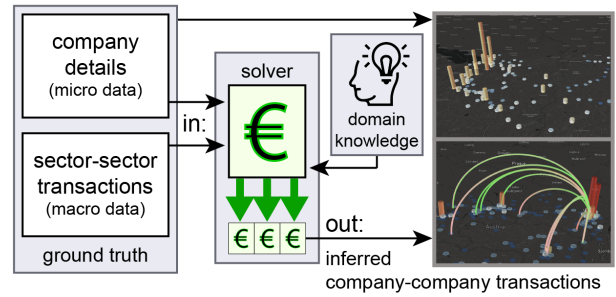 company
details
(micro data)
sector-sector
transactions
(macro data)
ground truth
in:
solver
€
€ € €
domain
knowledge
out:
inferred
company-company transactions